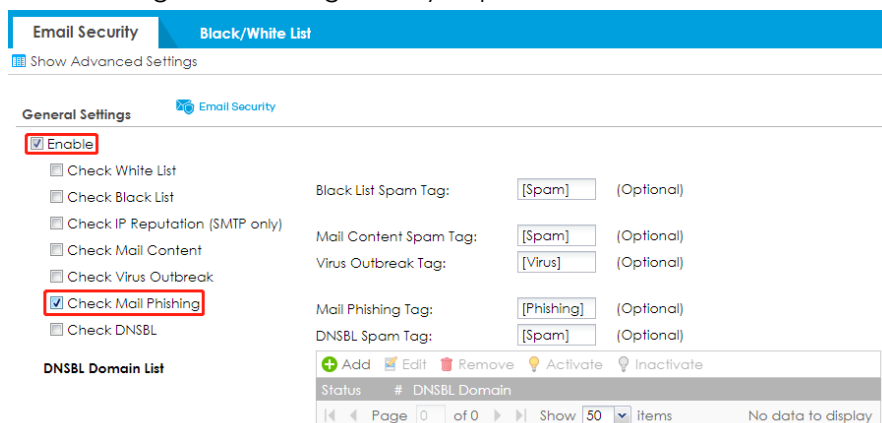 Email Security Black/White List
Show Advanced Settings
General Settings Email Security
Enable
Check White List
Check Black List Black List Spam Tag: [Spam] (Optional)
Check IP Reputation (SMTP only)
Mail Content Spam Tag: [Spam] (Optional)
Check Mail Content
Virus Outbreak Tag: [Virus] (Optional)
Check Virus Outbreak
Check Mail Phishing Mail Phishing Tag: [Phishing] (Optional)
Check DNSBL DNSBL Spam Tag: [Spam] (Optional)
DNSBL Domain List Add Edit Remove Activate Inactivate
Status # DNSBL Domain
Page 0 of 0 Show 50 items No data to display